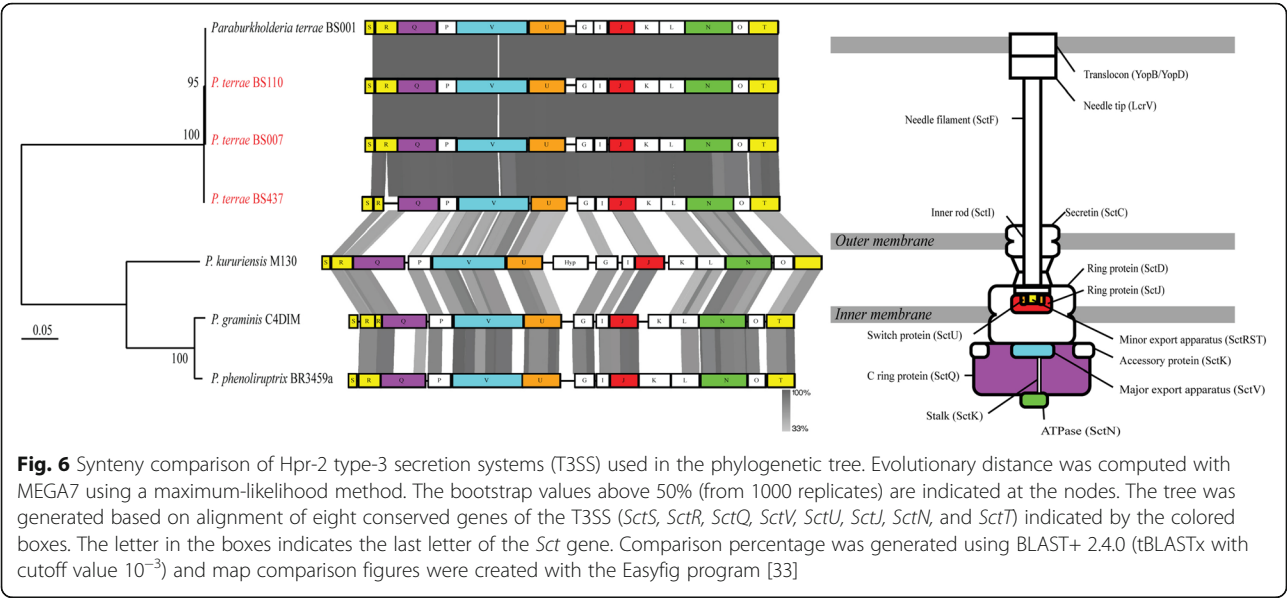 Paraburkholderia terrae BS001
S R Q P V U G I J K L N O T
95
P. terrae BS110
S R Q P V U G I J K L N O T
100
P. terrae BS007
S R Q P V U G I J K L N O T
P. terrae BS437
S R Q P V U G I J K L N O T
P. kururiensis M130
S R Q P V U Hyp G I J K L N O
0.05
P. graminis C4DIM
S R R Q P V U G I J K L N O T
100
P. phenoliruptrix BR3459a
S R Q P V U G I J K L N O T
100%
33%
Translocon (YopB/YopD)
Needle tip (LcrV)
Needle filament (SctF)
Inner rod (SctI)
Secretin (SctC)
Outer membrane
Ring protein (SctD)
Ring protein (SctJ)
Inner membrane
Switch protein (SctU)
Minor export apparatus (SctRST)
Accessory protein (SctK)
C ring protein (SctQ)
Major export apparatus (SctV)
Stalk (SctK)
ATPase (SctN)
Fig. 6 Synteny comparison of Hpr-2 type-3 secretion systems (T3SS) used in the phylogenetic tree. Evolutionary distance was computed with
MEGA7 using a maximum-likelihood method. The bootstrap values above 50% (from 1000 replicates) are indicated at the nodes. The tree was
generated based on alignment of eight conserved genes of the T3SS (SctS, SctR, SctQ, SctV, SctU, SctJ, SctN, and SctT) indicated by the colored
boxes. The letter in the boxes indicates the last letter of the Sct gene. Comparison percentage was generated using BLAST+ 2.4.0 (tBLASTx with
cutoff value 10⁻³) and map comparison figures were created with the Easyfig program [33]